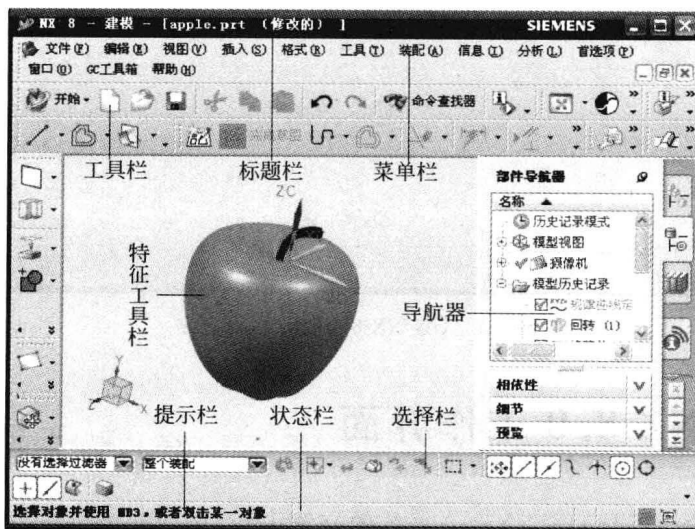 NX 8 - 建模 - [apple.prt （修改的） ]
SIEMENS
文件(F) 编辑(E) 视图(V) 插入(S) 格式(R) 工具(T) 装配(A) 信息(I) 分析(L) 首选项(P)
窗口(O) GC工具箱 帮助(H)
开始 命令查找器
工具栏 标题栏 菜单栏
ZC
部件导航器
名称
历史记录模式
模型视图
摄像机
模型历史记录
回转 (1)
特征工具栏
导航器
相依性
细节
预览
提示栏 状态栏 选择栏
没有选择过滤器 整个装配
选择对象并使用 MB3，或者双击某一对象